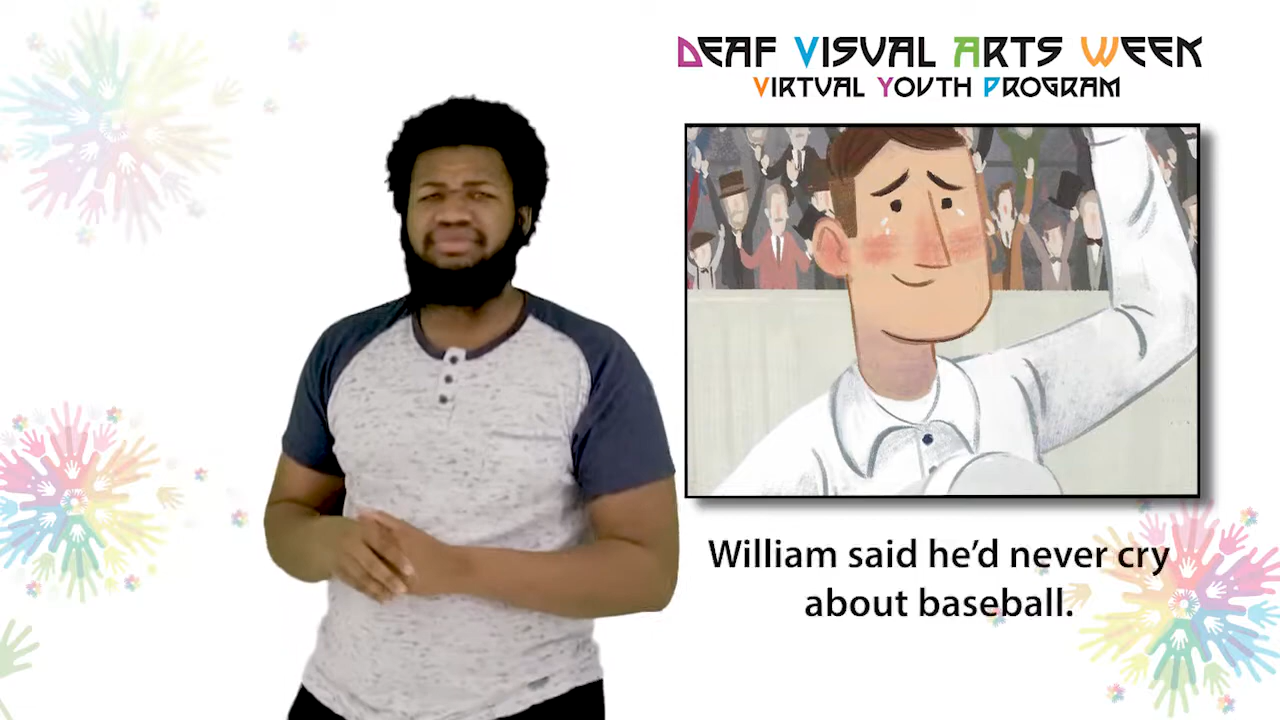 DEAF VISUAL ARTS WEEK
VIRTUAL YOUTH PROGRAM
William said he’d never cry
about baseball.